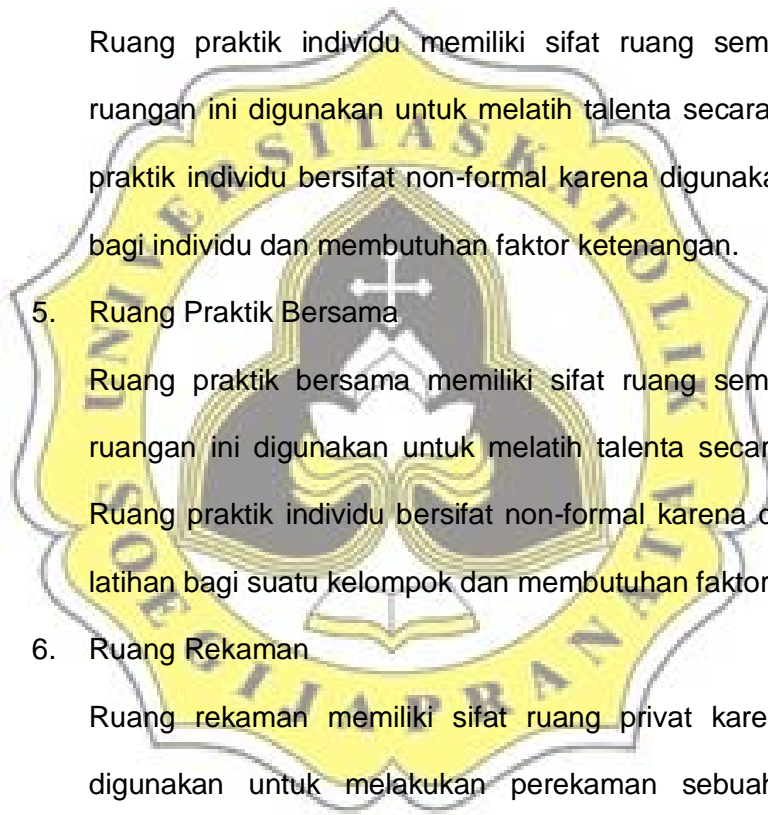 Ruang praktik individu memiliki sifat ruang sem
ruangan ini digunakan untuk melatih talenta secara
praktik individu bersifat non-formal karena digunaka
bagi individu dan membutuhan faktor ketenangan.
5. Ruang Praktik Bersama
Ruang praktik bersama memiliki sifat ruang sem
ruangan ini digunakan untuk melatih talenta secar
Ruang praktik individu bersifat non-formal karena d
latihan bagi suatu kelompok dan membutuhan faktor
6. Ruang Rekaman
Ruang rekaman memiliki sifat ruang privat kare
digunakan untuk melakukan perekaman sebuah
UNIVERSITAS KATOLIK
SOEGIJAPRANATA